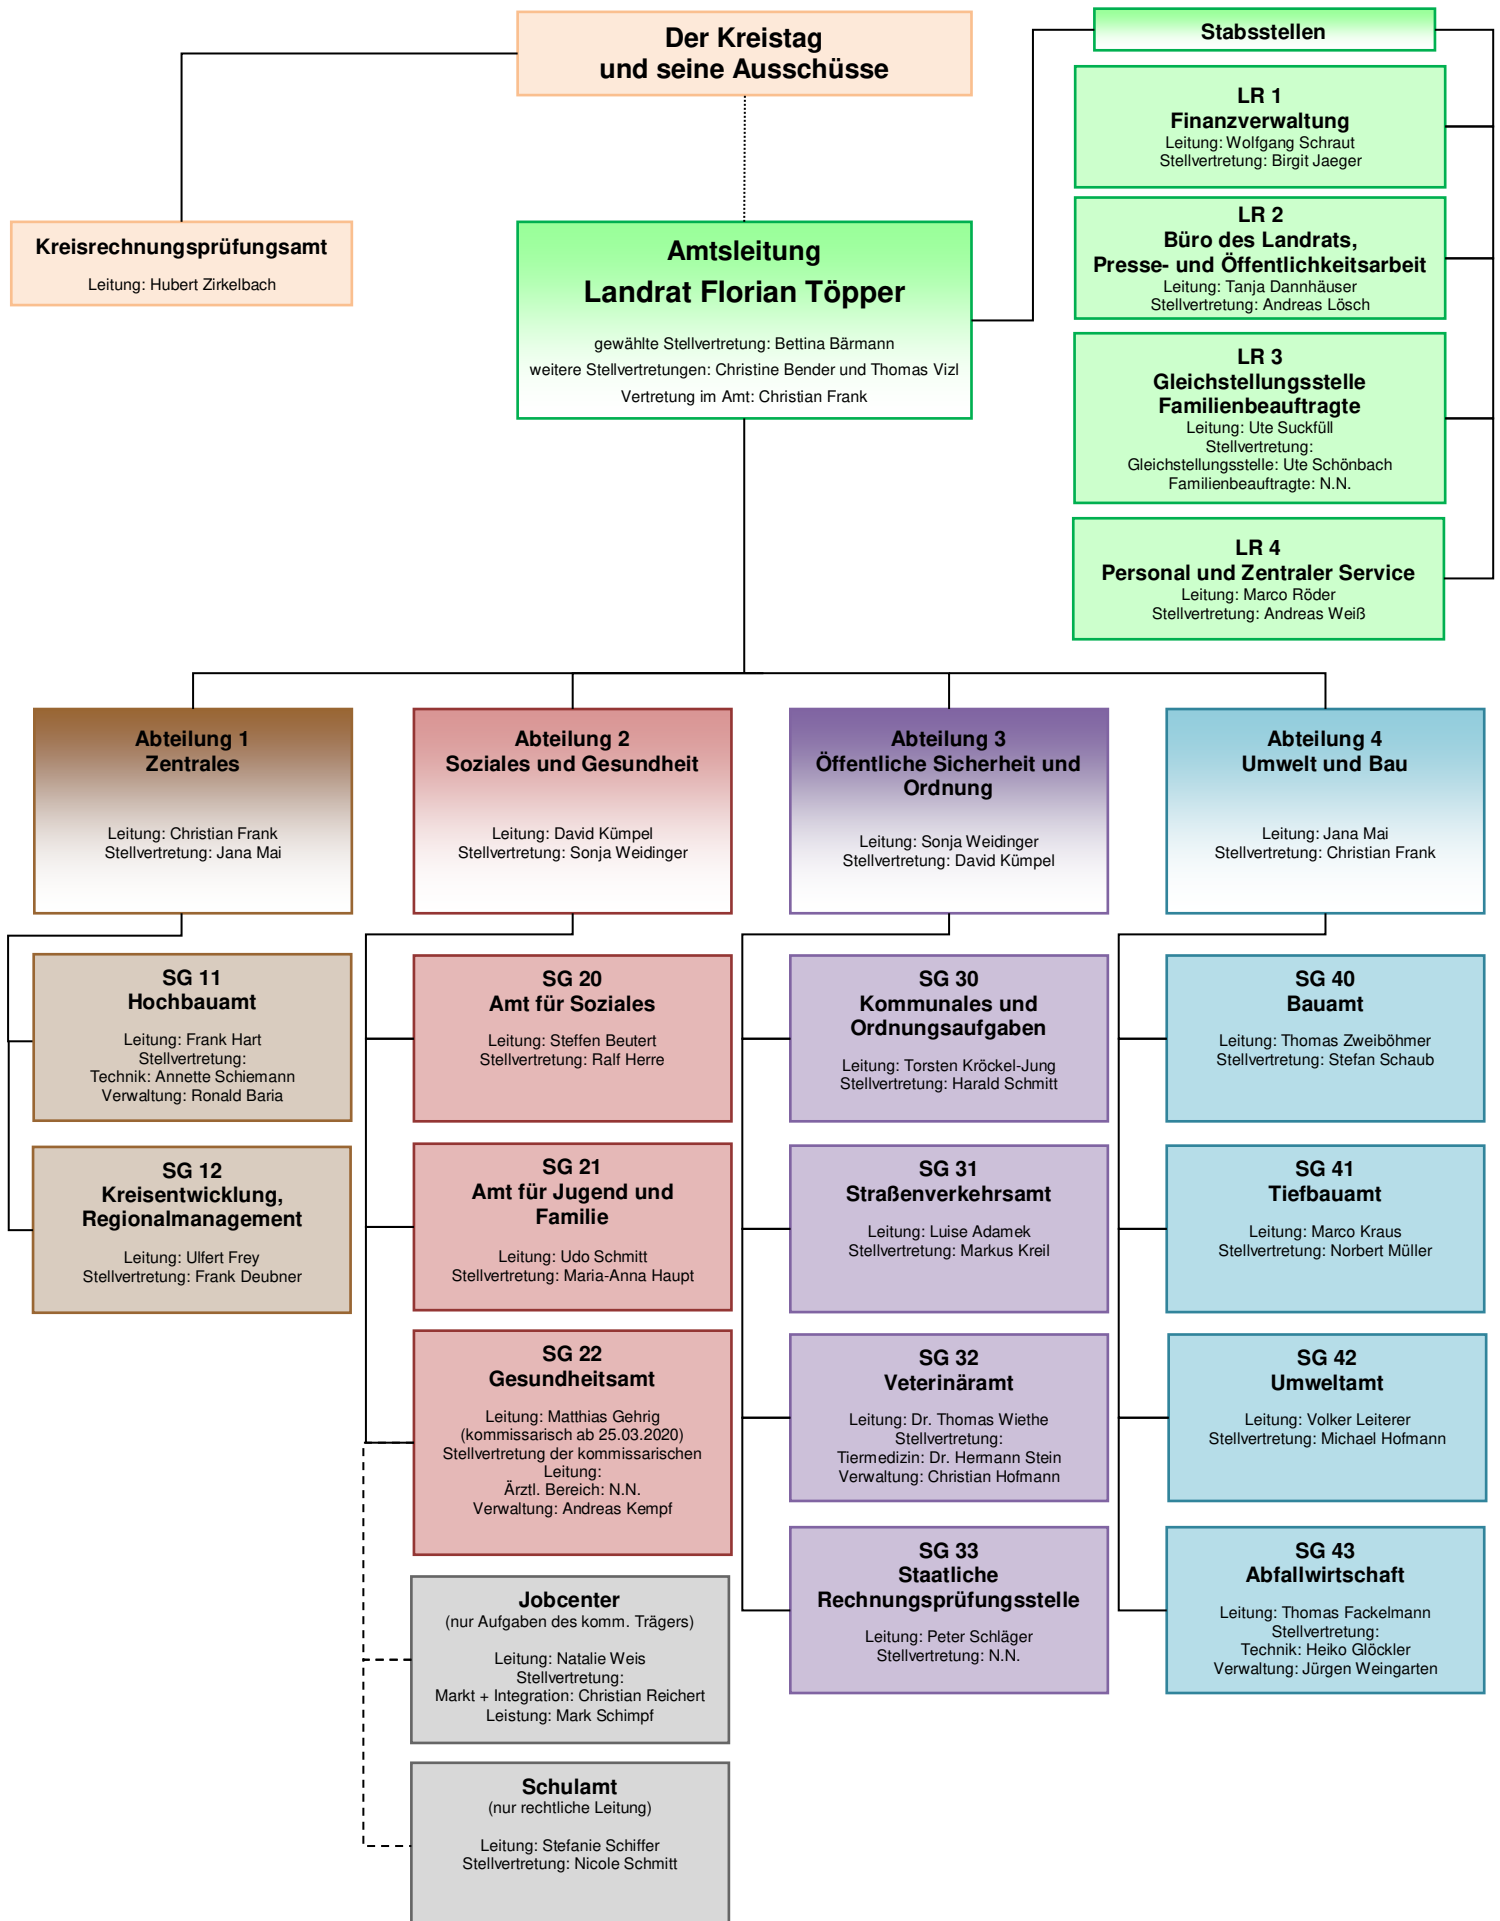 Der Kreistag
und seine Ausschüsse
Stabsstellen
LR 1
Finanzverwaltung
Leitung: Wolfgang Schraut
Stellvertretung: Birgit Jaeger
LR 2
Büro des Landrats,
Presse- und Öffentlichkeitsarbeit
Leitung: Tanja Dannhäuser
Stellvertretung: Andreas Lösch
LR 3
Gleichstellungsstelle
Familienbeauftragte
Leitung: Ute Suckfüll
Stellvertretung:
Gleichstellungsstelle: Ute Schönbach
Familienbeauftragte: N.N.
LR 4
Personal und Zentraler Service
Leitung: Marco Röder
Stellvertretung: Andreas Weiß
Kreisrechnungsprüfungsamt
Leitung: Hubert Zirkelbach
Amtsleitung
Landrat Florian Töpper
gewählte Stellvertretung: Bettina Bärmann
weitere Stellvertretungen: Christine Bender und Thomas Vizl
Vertretung im Amt: Christian Frank
Abteilung 1
Zentrales
Leitung: Christian Frank
Stellvertretung: Jana Mai
SG 11
Hochbauamt
Leitung: Frank Hart
Stellvertretung:
Technik: Annette Schiemann
Verwaltung: Ronald Baria
SG 12
Kreisentwicklung,
Regionalmanagement
Leitung: Ulfert Frey
Stellvertretung: Frank Deubner
Abteilung 2
Soziales und Gesundheit
Leitung: David Kümpel
Stellvertretung: Sonja Weidinger
SG 20
Amt für Soziales
Leitung: Steffen Beutert
Stellvertretung: Ralf Herre
SG 21
Amt für Jugend und
Familie
Leitung: Udo Schmitt
Stellvertretung: Maria-Anna Haupt
SG 22
Gesundheitsamt
Leitung: Matthias Gehrig
(kommissarisch ab 25.03.2020)
Stellvertretung der kommissarischen
Leitung:
Ärztl. Bereich: N.N.
Verwaltung: Andreas Kempf
Jobcenter
(nur Aufgaben des komm. Trägers)
Leitung: Natalie Weis
Stellvertretung:
Markt + Integration: Christian Reichert
Leistung: Mark Schimpf
Schulamt
(nur rechtliche Leitung)
Leitung: Stefanie Schiffer
Stellvertretung: Nicole Schmitt
Abteilung 3
Öffentliche Sicherheit und
Ordnung
Leitung: Sonja Weidinger
Stellvertretung: David Kümpel
SG 30
Kommunales und
Ordnungsaufgaben
Leitung: Torsten Kröckel-Jung
Stellvertretung: Harald Schmitt
SG 31
Straßenverkehrsamt
Leitung: Luise Adamek
Stellvertretung: Markus Kreil
SG 32
Veterinäramt
Leitung: Dr. Thomas Wiethe
Stellvertretung:
Tiermedizin: Dr. Hermann Stein
Verwaltung: Christian Hofmann
SG 33
Staatliche
Rechnungsprüfungsstelle
Leitung: Peter Schläger
Stellvertretung: N.N.
Abteilung 4
Umwelt und Bau
Leitung: Jana Mai
Stellvertretung: Christian Frank
SG 40
Bauamt
Leitung: Thomas Zweiböhmer
Stellvertretung: Stefan Schaub
SG 41
Tiefbauamt
Leitung: Marco Kraus
Stellvertretung: Norbert Müller
SG 42
Umweltamt
Leitung: Volker Leiterer
Stellvertretung: Michael Hofmann
SG 43
Abfallwirtschaft
Leitung: Thomas Fackelmann
Stellvertretung:
Technik: Heiko Glöckler
Verwaltung: Jürgen Weingarten